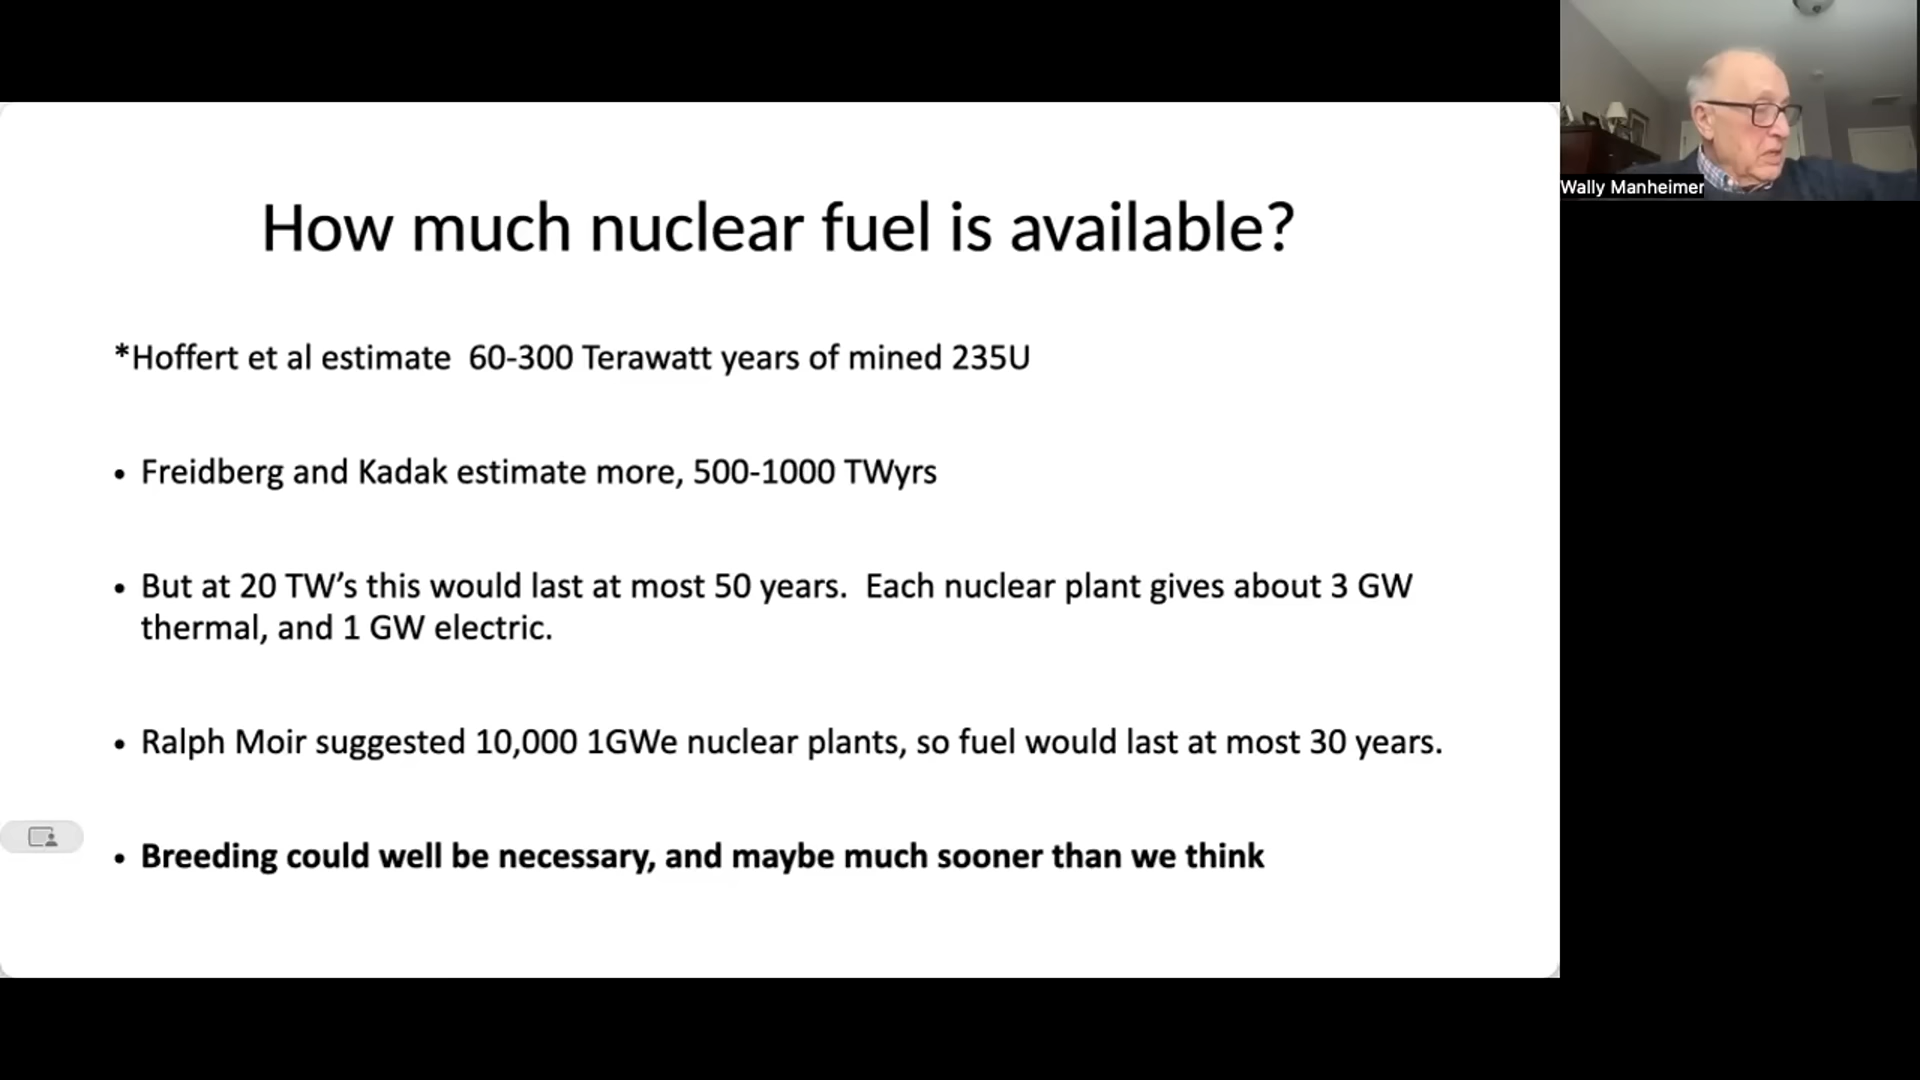 How much nuclear fuel is available?
*Hoffert et al estimate  60-300 Terawatt years of mined 235U
• Freidberg and Kadak estimate more, 500-1000 TWyrs
• But at 20 TW’s this would last at most 50 years.  Each nuclear plant gives about 3 GW
thermal, and 1 GW electric.
• Ralph Moir suggested 10,000 1GWe nuclear plants, so fuel would last at most 30 years.
• Breeding could well be necessary, and maybe much sooner than we think
Wally Manheimer